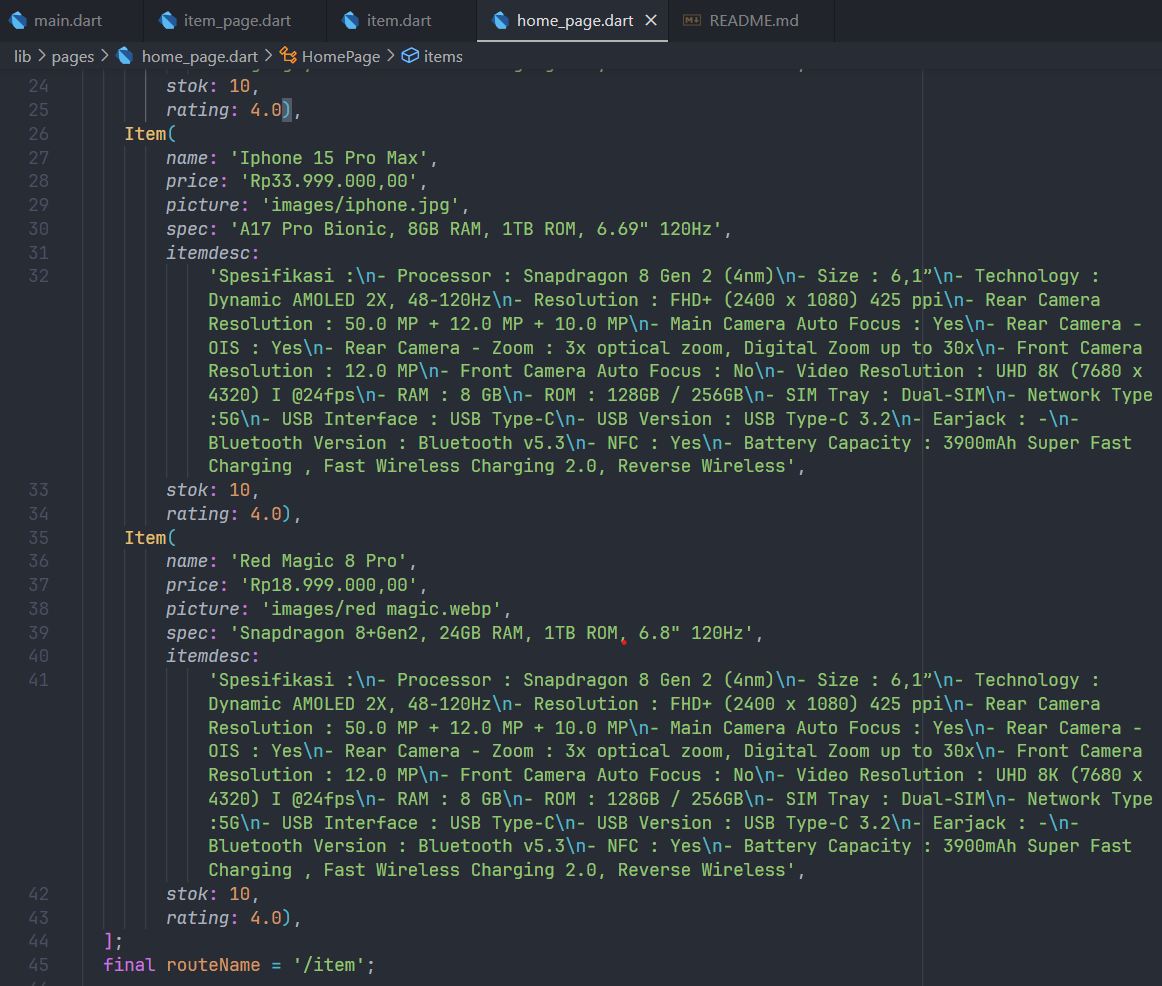 main.dart
item_page.dart
item.dart
home_page.dart
README.md
lib > pages > home_page.dart > HomePage > items
24 stok: 10,
25 rating: 4.0),
26 Item(
27 name: 'Iphone 15 Pro Max',
28 price: 'Rp33.999.000,00',
29 picture: 'images/iphone.jpg',
30 spec: 'A17 Pro Bionic, 8GB RAM, 1TB ROM, 6.69" 120Hz',
31 itemdesc:
32 'Spesifikasi :\n- Processor : Snapdragon 8 Gen 2 (4nm)\n- Size : 6,1”\n- Technology :
Dynamic AMOLED 2X, 48-120Hz\n- Resolution : FHD+ (2400 x 1080) 425 ppi\n- Rear Camera
Resolution : 50.0 MP + 12.0 MP + 10.0 MP\n- Main Camera Auto Focus : Yes\n- Rear Camera -
OIS : Yes\n- Rear Camera - Zoom : 3x optical zoom, Digital Zoom up to 30x\n- Front Camera
Resolution : 12.0 MP\n- Front Camera Auto Focus : No\n- Video Resolution : UHD 8K (7680 x
4320) I @24fps\n- RAM : 8 GB\n- ROM : 128GB / 256GB\n- SIM Tray : Dual-SIM\n- Network Type
:5G\n- USB Interface : USB Type-C\n- USB Version : USB Type-C 3.2\n- Earjack : -\n-
Bluetooth Version : Bluetooth v5.3\n- NFC : Yes\n- Battery Capacity : 3900mAh Super Fast
Charging , Fast Wireless Charging 2.0, Reverse Wireless',
33 stok: 10,
34 rating: 4.0),
35 Item(
36 name: 'Red Magic 8 Pro',
37 price: 'Rp18.999.000,00',
38 picture: 'images/red magic.webp',
39 spec: 'Snapdragon 8+Gen2, 24GB RAM, 1TB ROM, 6.8" 120Hz',
40 itemdesc:
41 'Spesifikasi :\n- Processor : Snapdragon 8 Gen 2 (4nm)\n- Size : 6,1”\n- Technology :
Dynamic AMOLED 2X, 48-120Hz\n- Resolution : FHD+ (2400 x 1080) 425 ppi\n- Rear Camera
Resolution : 50.0 MP + 12.0 MP + 10.0 MP\n- Main Camera Auto Focus : Yes\n- Rear Camera -
OIS : Yes\n- Rear Camera - Zoom : 3x optical zoom, Digital Zoom up to 30x\n- Front Camera
Resolution : 12.0 MP\n- Front Camera Auto Focus : No\n- Video Resolution : UHD 8K (7680 x
4320) I @24fps\n- RAM : 8 GB\n- ROM : 128GB / 256GB\n- SIM Tray : Dual-SIM\n- Network Type
:5G\n- USB Interface : USB Type-C\n- USB Version : USB Type-C 3.2\n- Earjack : -\n-
Bluetooth Version : Bluetooth v5.3\n- NFC : Yes\n- Battery Capacity : 3900mAh Super Fast
Charging , Fast Wireless Charging 2.0, Reverse Wireless',
42 stok: 10,
43 rating: 4.0),
44 ];
45 final routeName = '/item';